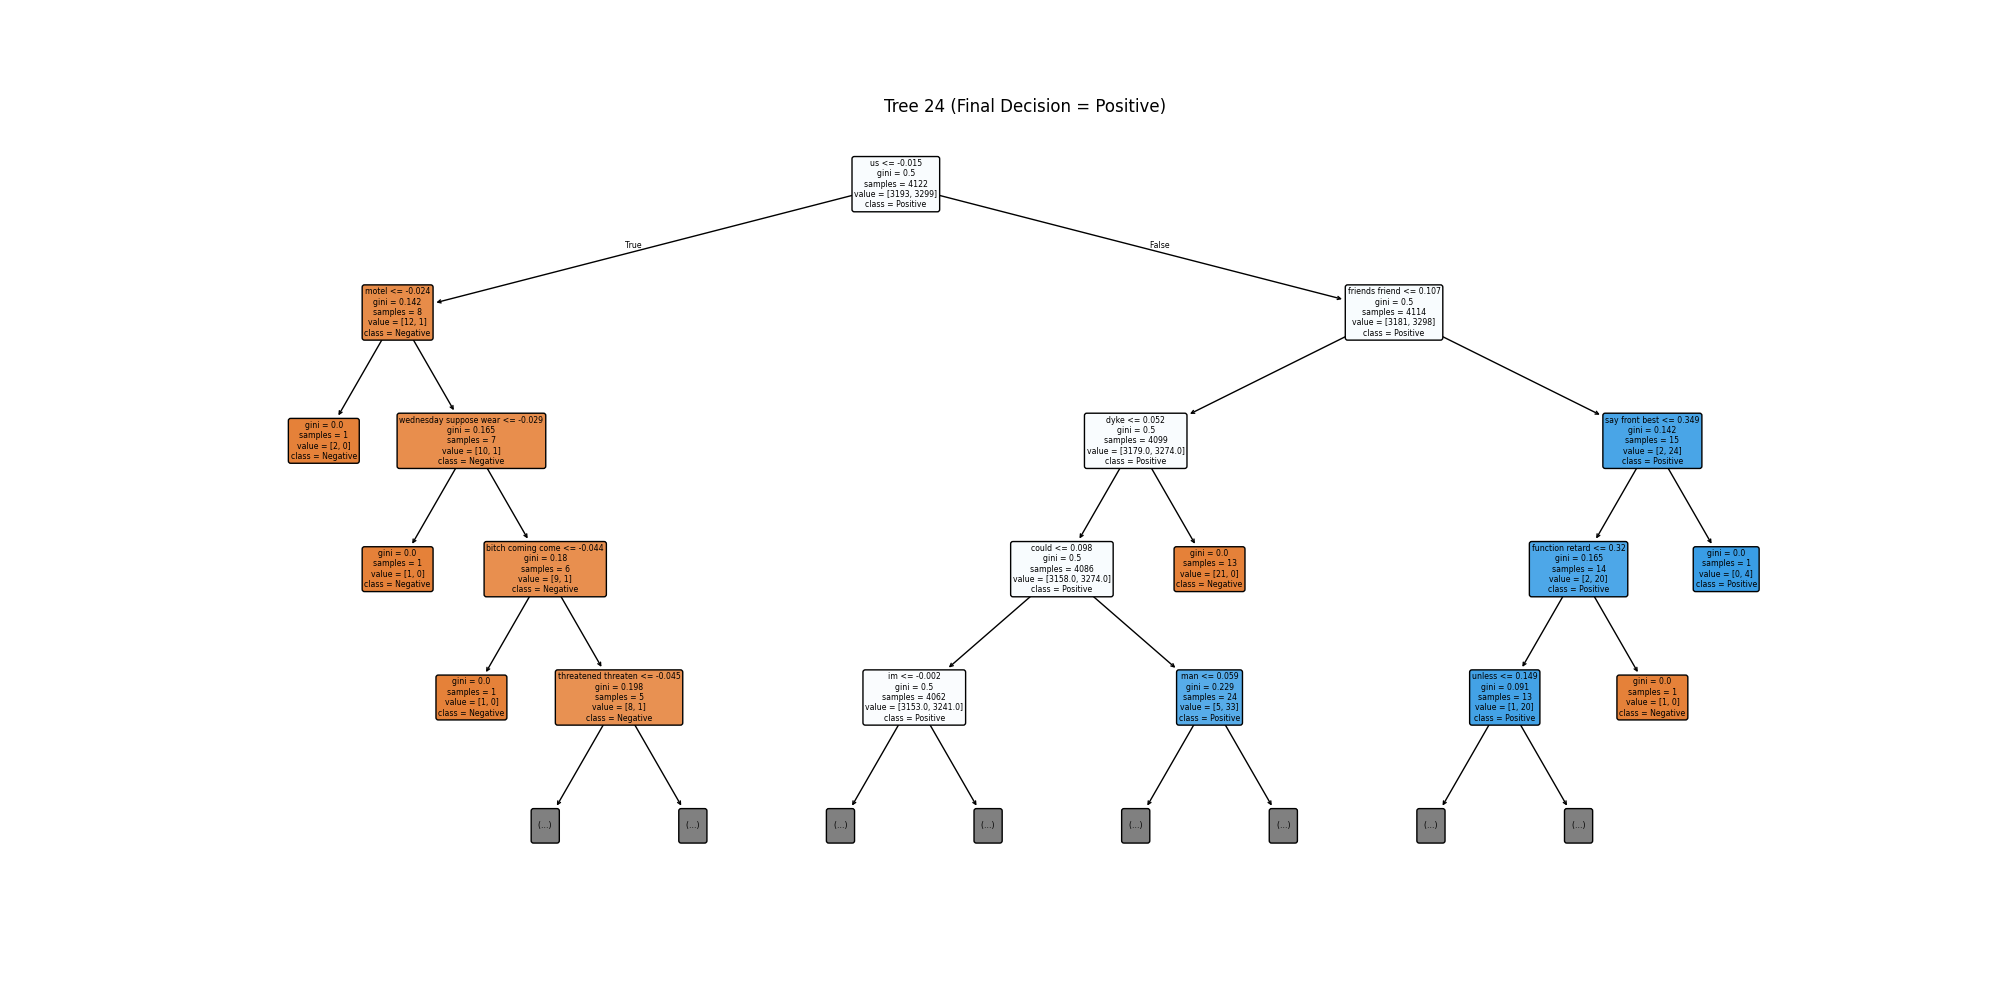 Tree 24 (Final Decision = Positive)
us <= -0.015
gini = 0.5
samples = 4122
value = [3193, 3299]
class = Positive
True
False
motel <= -0.024
gini = 0.142
samples = 8
value = [12, 1]
class = Negative
friends friend <= 0.107
gini = 0.5
samples = 4114
value = [3181, 3298]
class = Positive
gini = 0.0
samples = 1
value = [2, 0]
class = Negative
wednesday suppose wear <= -0.029
gini = 0.165
samples = 7
value = [10, 1]
class = Negative
dyke <= 0.052
gini = 0.5
samples = 4099
value = [3179.0, 3274.0]
class = Positive
say front best <= 0.349
gini = 0.142
samples = 15
value = [2, 24]
class = Positive
gini = 0.0
samples = 1
value = [1, 0]
class = Negative
bitch coming come <= -0.044
gini = 0.18
samples = 6
value = [9, 1]
class = Negative
could <= 0.098
gini = 0.5
samples = 4086
value = [3158.0, 3274.0]
class = Positive
gini = 0.0
samples = 13
value = [21, 0]
class = Negative
function retard <= 0.32
gini = 0.165
samples = 14
value = [2, 20]
class = Positive
gini = 0.0
samples = 1
value = [0, 4]
class = Positive
gini = 0.0
samples = 1
value = [1, 0]
class = Negative
threatened threaten <= -0.045
gini = 0.198
samples = 5
value = [8, 1]
class = Negative
im <= -0.002
gini = 0.5
samples = 4062
value = [3153.0, 3241.0]
class = Positive
man <= 0.059
gini = 0.229
samples = 24
value = [5, 33]
class = Positive
unless <= 0.149
gini = 0.091
samples = 13
value = [1, 20]
class = Positive
gini = 0.0
samples = 1
value = [1, 0]
class = Negative
(...)
(...)
(...)
(...)
(...)
(...)
(...)
(...)